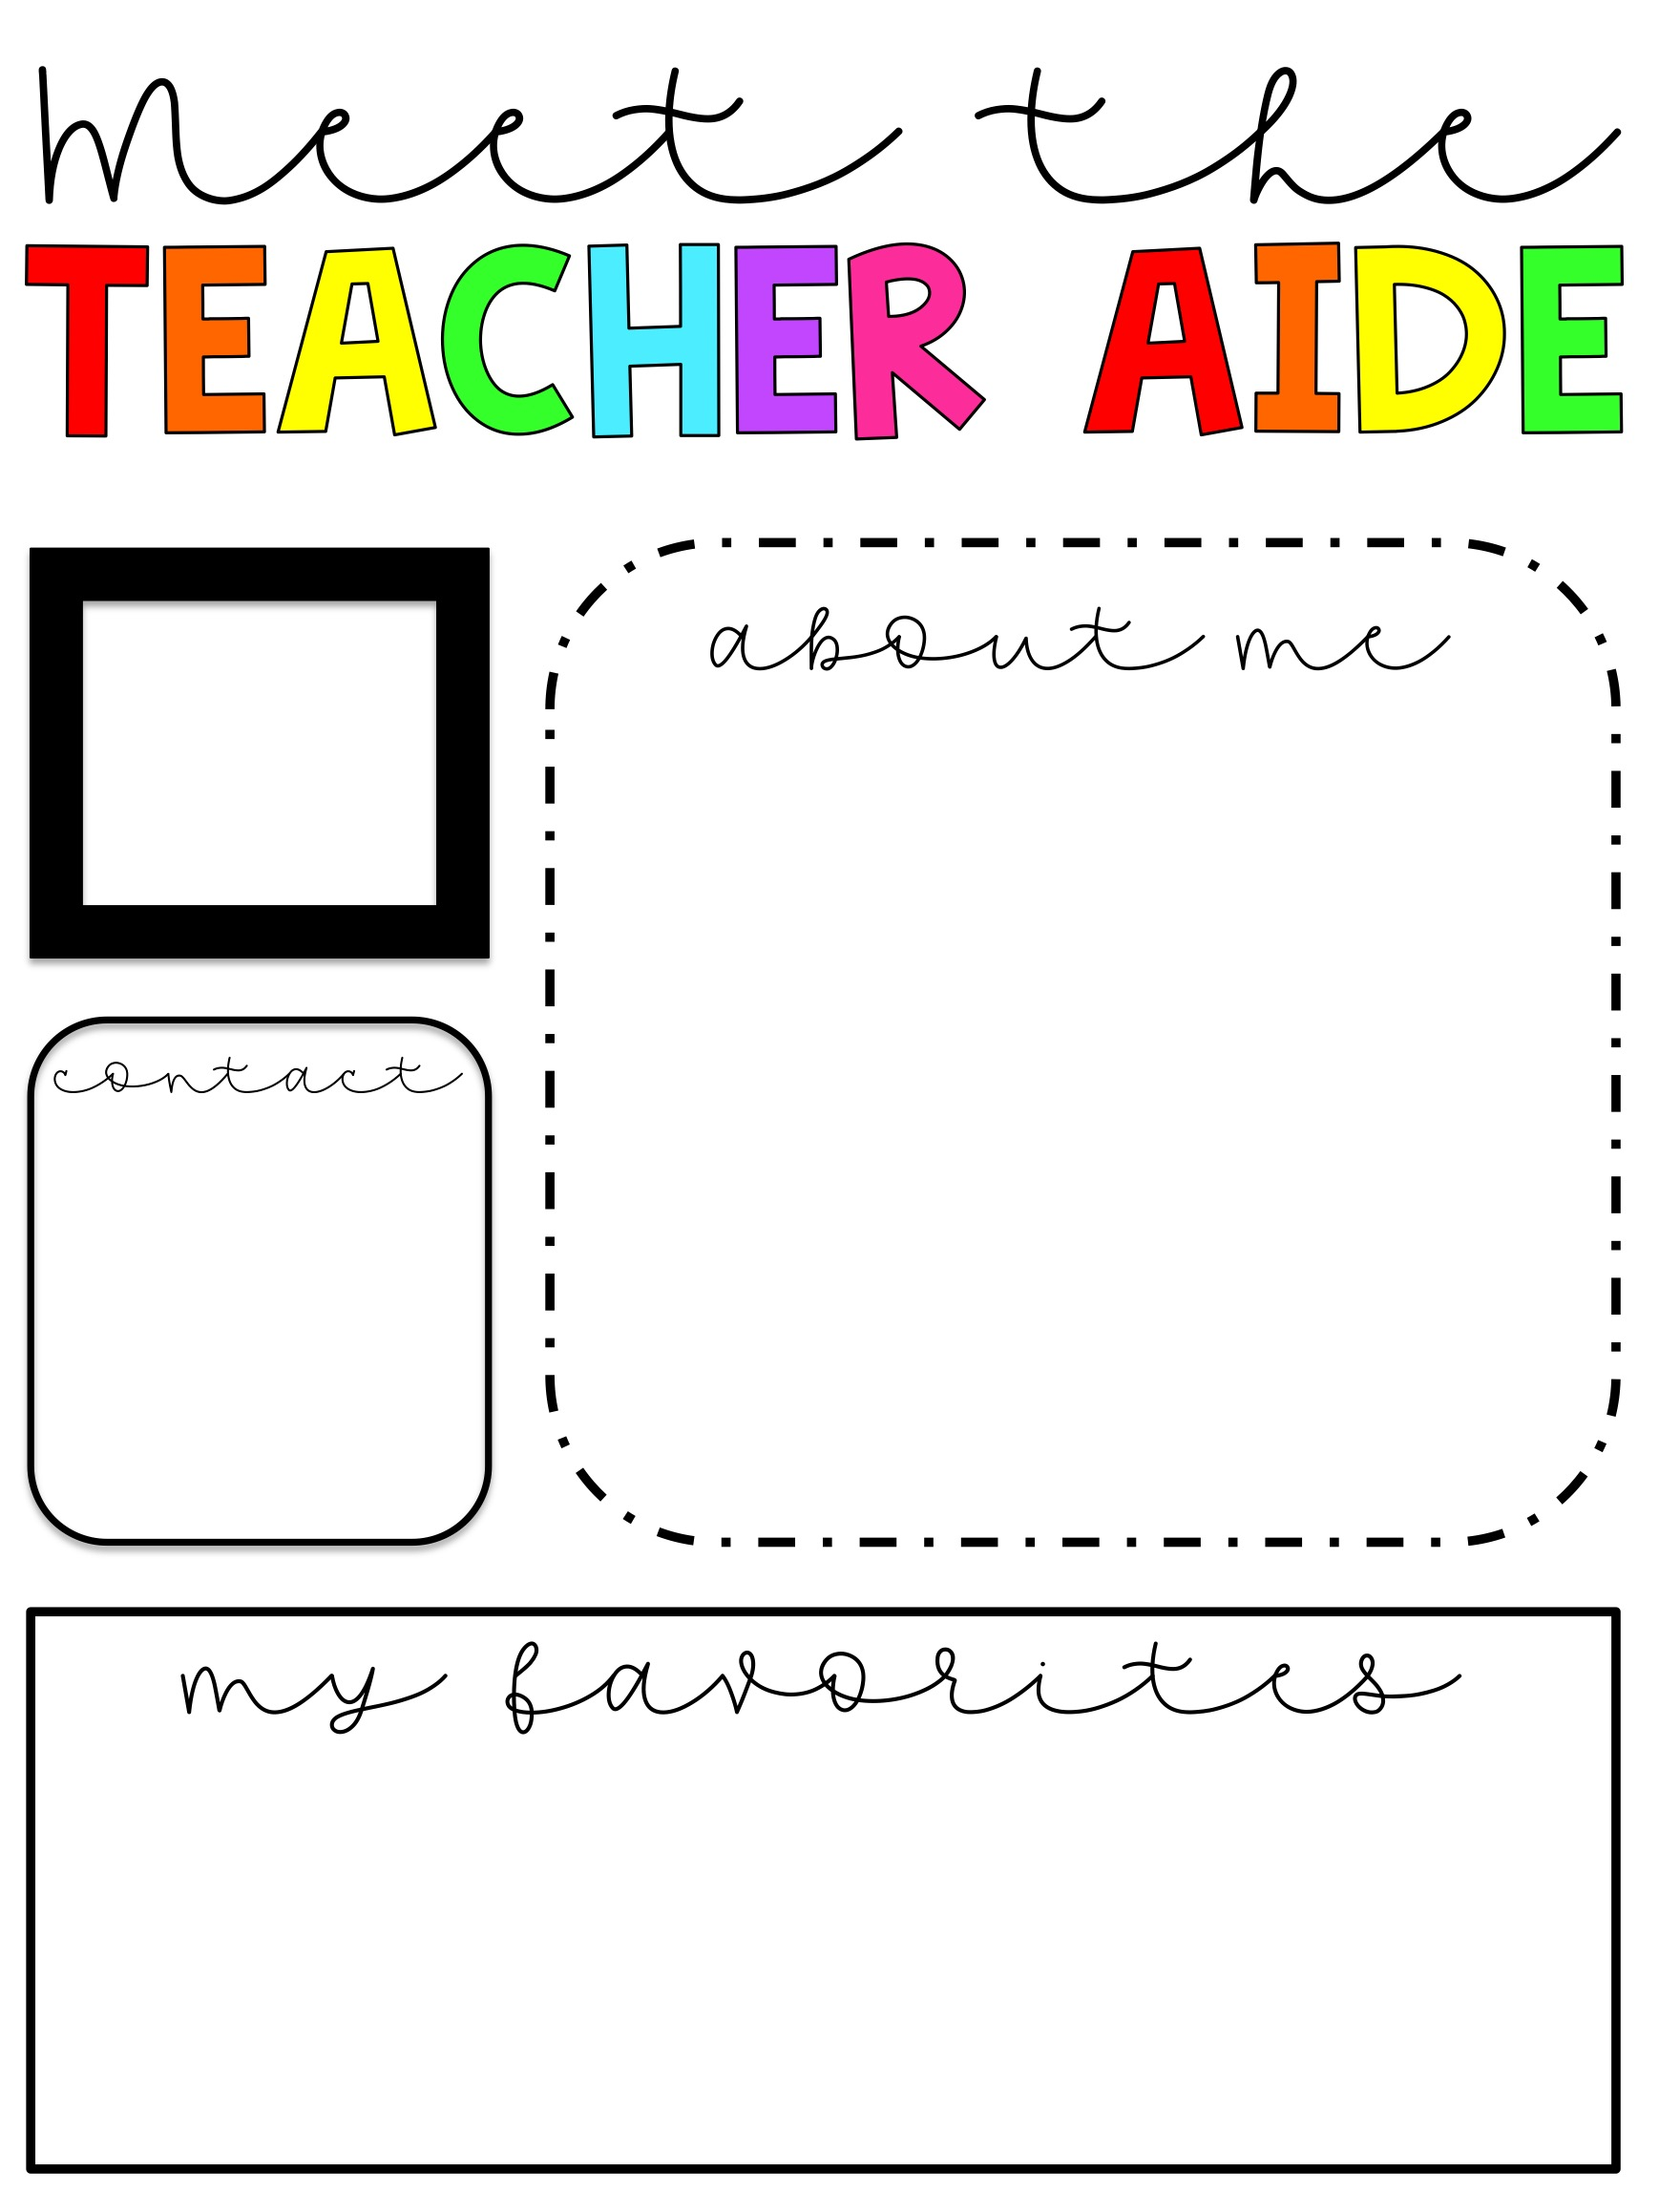 Meet the
TEACHER AIDE
about me
contact
my favorites